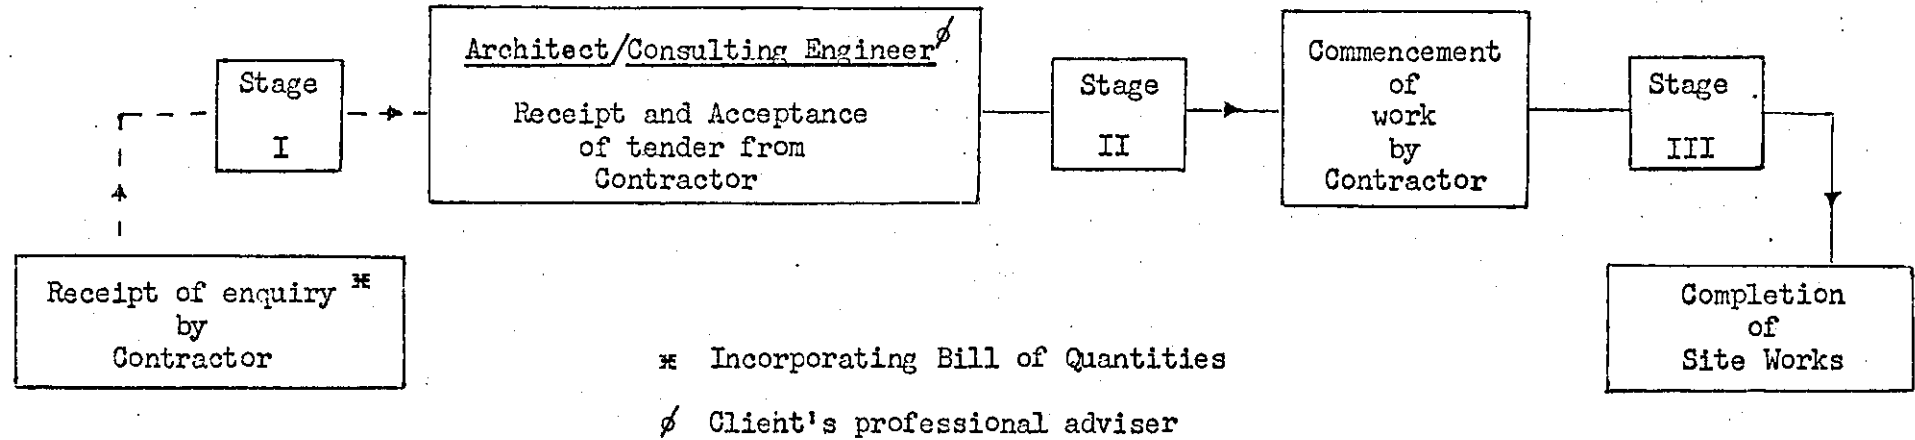 Receipt of enquiry ж
by
Contractor
Stage
I
Architect/Consulting Engineer ø
Receipt and Acceptance
of tender from
Contractor
Stage
II
Commencement
of
work
by
Contractor
Stage
III
Completion
of
Site Works
ж Incorporating Bill of Quantities
ø Client's professional adviser